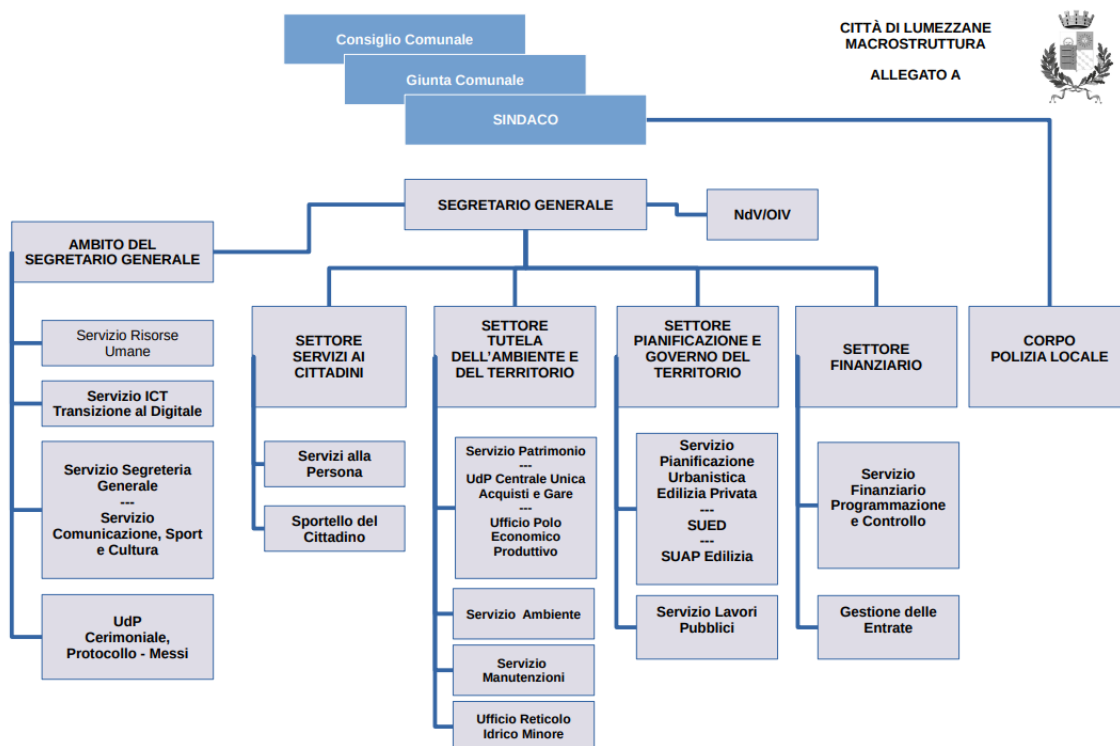 Consiglio Comunale
Giunta Comunale
SINDACO
CITTÀ DI LUMEZZANE
MACROSTRUTTURA
ALLEGATO A
SEGRETARIO GENERALE
NdV/OIV
AMBITO DEL
SEGRETARIO GENERALE
Servizio Risorse
Umane
Servizio ICT
Transizione al Digitale
Servizio Segreteria
Generale
---
Servizio
Comunicazione, Sport
e Cultura
UdP
Cerimoniale,
Protocollo - Messi
SETTORE
SERVIZI AI
CITTADINI
Servizi alla
Persona
Sportello del
Cittadino
SETTORE
TUTELA
DELL'AMBIENTE E
DEL TERRITORIO
Servizio Patrimonio
---
UdP Centrale Unica
Acquisti e Gare
---
Ufficio Polo
Economico
Produttivo
Servizio Ambiente
Servizio
Manutenzioni
Ufficio Reticolo
Idrico Minore
SETTORE
PIANIFICAZIONE E
GOVERNO DEL
TERRITORIO
Servizio
Pianificazione
Urbanistica
Edilizia Privata
---
SUED
---
SUAP Edilizia
Servizio Lavori
Pubblici
SETTORE
FINANZIARIO
Servizio
Finanziario
Programmazione
e Controllo
Gestione delle
Entrate
CORPO
POLIZIA LOCALE